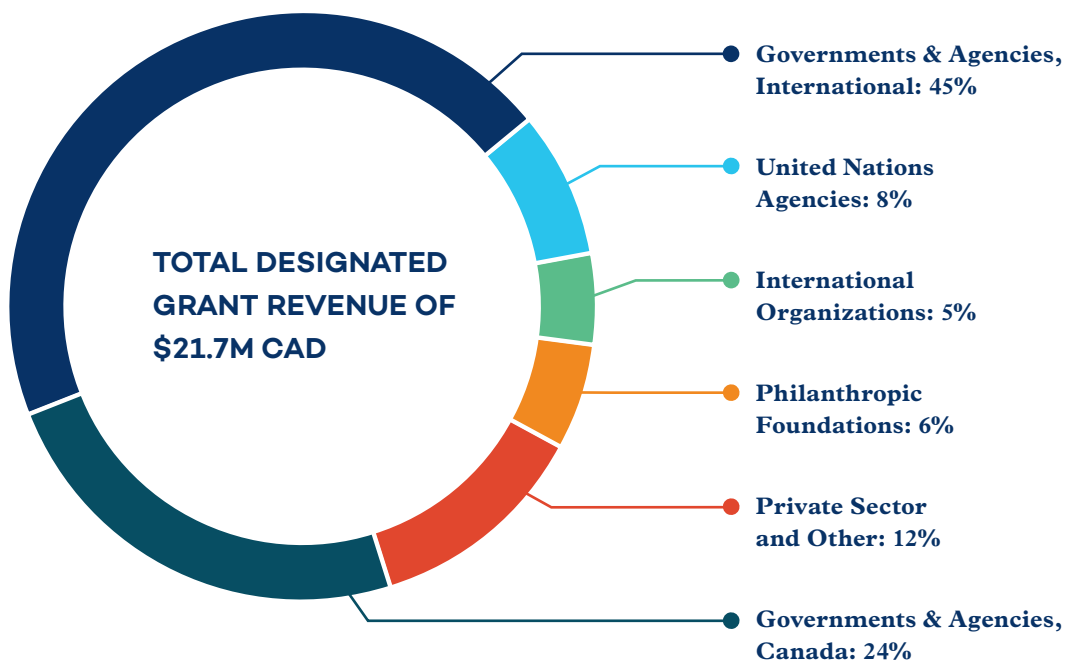 TOTAL DESIGNATED
GRANT REVENUE OF
$21.7M CAD
Governments & Agencies,
International: 45%
United Nations
Agencies: 8%
International
Organizations: 5%
Philanthropic
Foundations: 6%
Private Sector
and Other: 12%
Governments & Agencies,
Canada: 24%